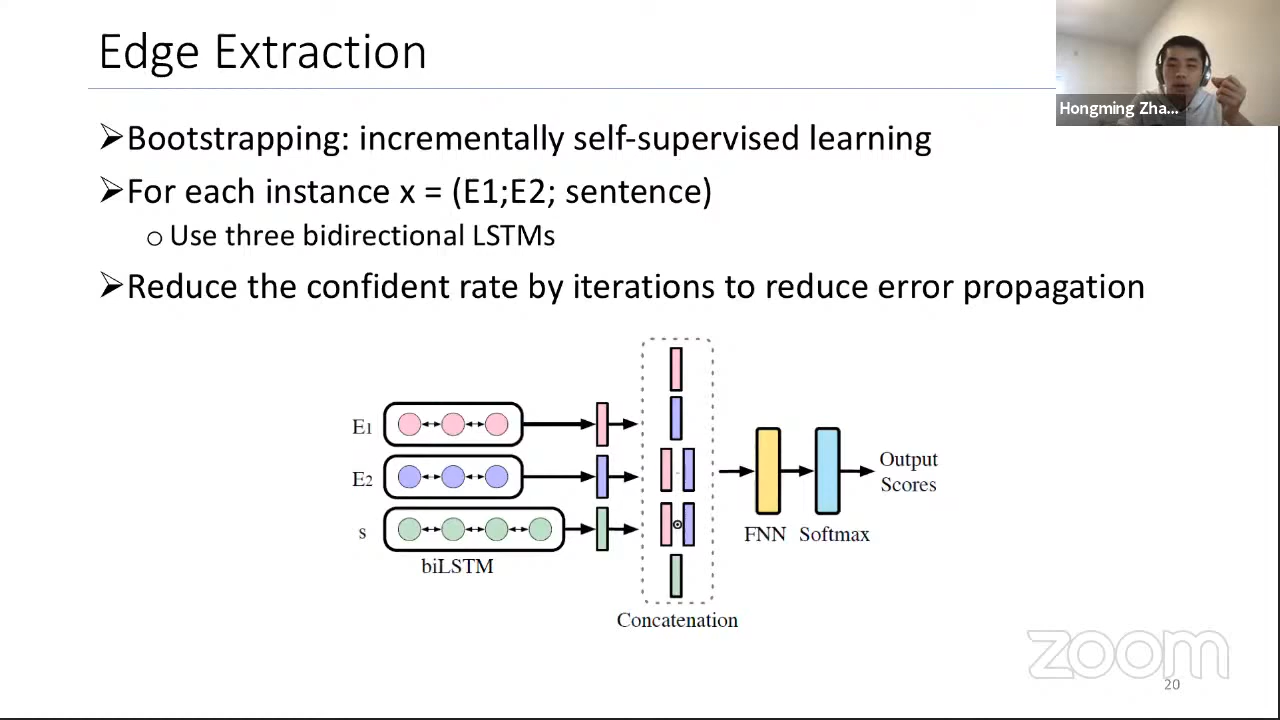 Edge Extraction
Hongming Zha...
➢Bootstrapping: incrementally self-supervised learning
➢For each instance x = (E1;E2; sentence)
o Use three bidirectional LSTMs
➢Reduce the confident rate by iterations to reduce error propagation
E1
E2
s
biLSTM
Concatenation
FNN
Softmax
Output
Scores
zoom
20